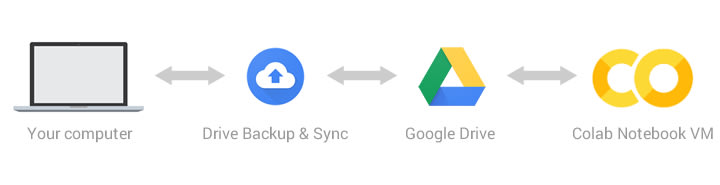 Your computer
Drive Backup & Sync
Google Drive
Colab Notebook VM